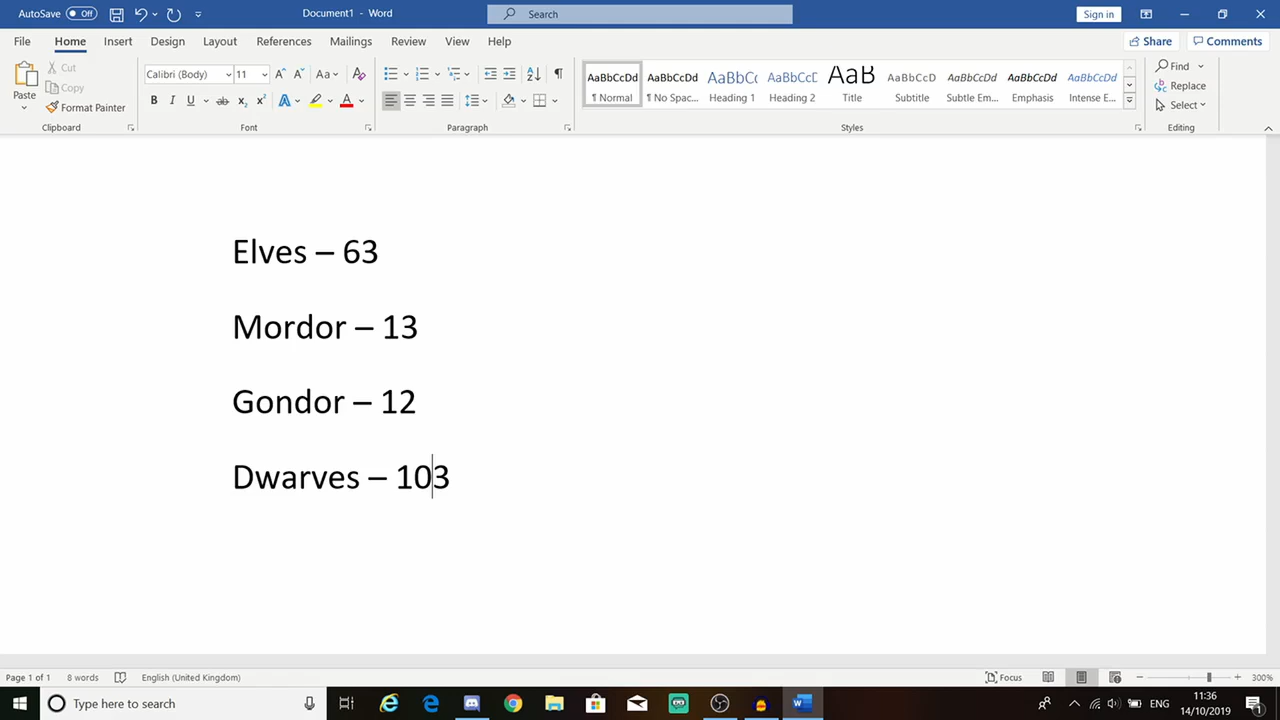 AutoSave Off Document1 - Word Search Sign in
File Home Insert Design Layout References Mailings Review View Help Share Comments
Paste Cut Copy Format Painter
Calibri (Body) 11
AaBbCcDd AaBbCcDd AaBbC( AaBbCcC AaB AaBbCcD AaBbCcDd AaBbCcDd AaBbCcDd
¶ Normal ¶ No Spac... Heading 1 Heading 2 Title Subtitle Subtle Em... Emphasis Intense E...
Find Replace Select
Clipboard Font Paragraph Styles Editing
Elves – 63
Mordor – 13
Gondor – 12
Dwarves – 103
Page 1 of 1 8 words English (United Kingdom) Focus 300%
Type here to search ENG 11:36
14/10/2019